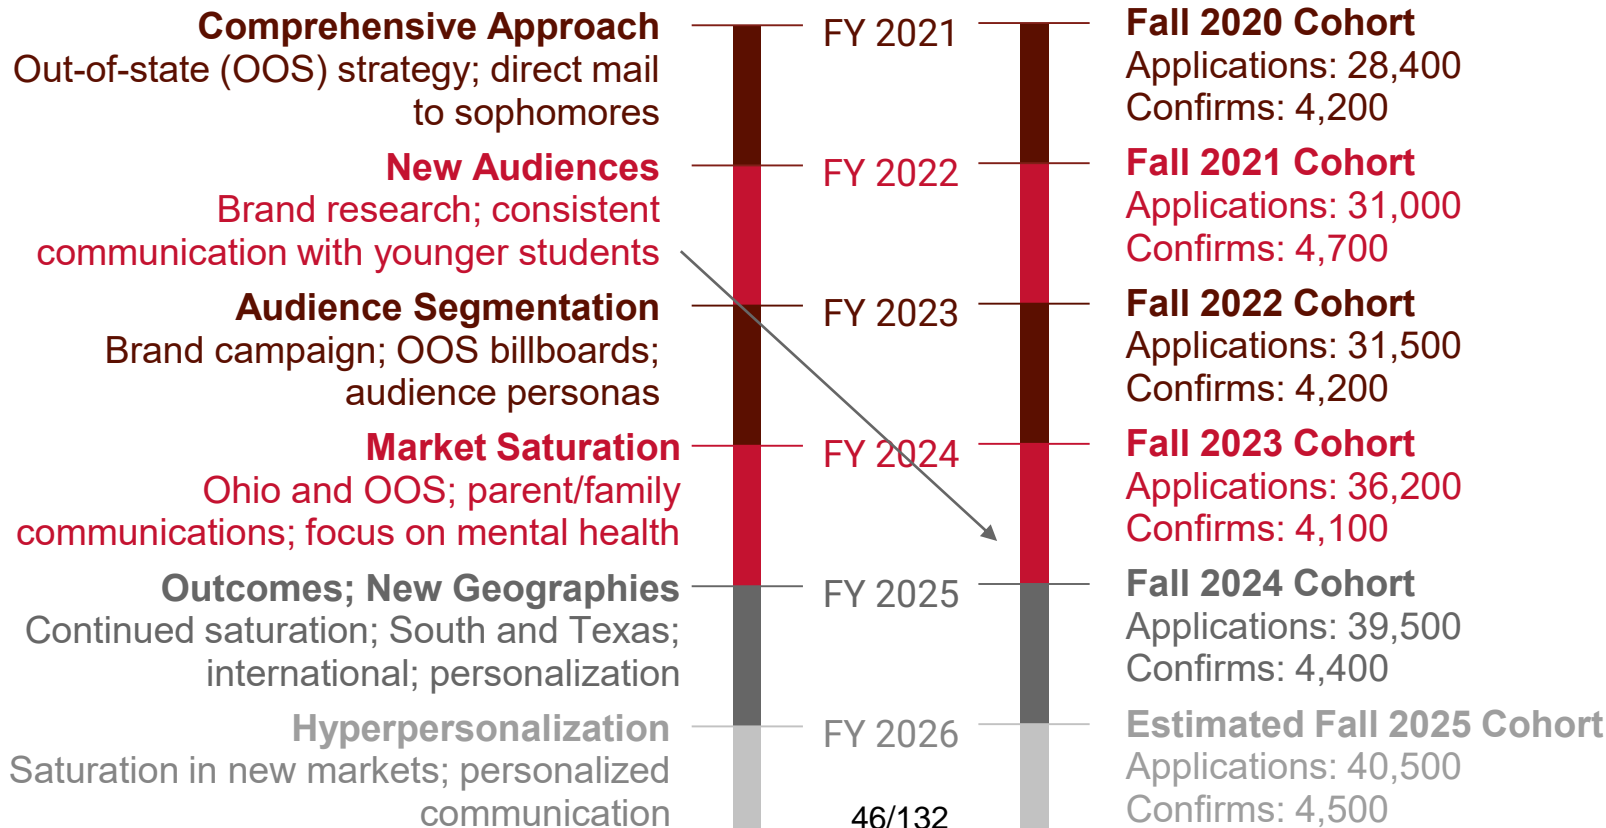 Comprehensive Approach
Out-of-state (OOS) strategy; direct mail
to sophomores
FY 2021
Fall 2020 Cohort
Applications: 28,400
Confirms: 4,200
New Audiences
Brand research; consistent
communication with younger students
FY 2022
Fall 2021 Cohort
Applications: 31,000
Confirms: 4,700
Audience Segmentation
Brand campaign; OOS billboards;
audience personas
FY 2023
Fall 2022 Cohort
Applications: 31,500
Confirms: 4,200
Market Saturation
Ohio and OOS; parent/family
communications; focus on mental health
FY 2024
Fall 2023 Cohort
Applications: 36,200
Confirms: 4,100
Outcomes; New Geographies
Continued saturation; South and Texas;
international; personalization
FY 2025
Fall 2024 Cohort
Applications: 39,500
Confirms: 4,400
Hyperpersonalization
Saturation in new markets; personalized
communication
FY 2026
Estimated Fall 2025 Cohort
Applications: 40,500
Confirms: 4,500
46/132